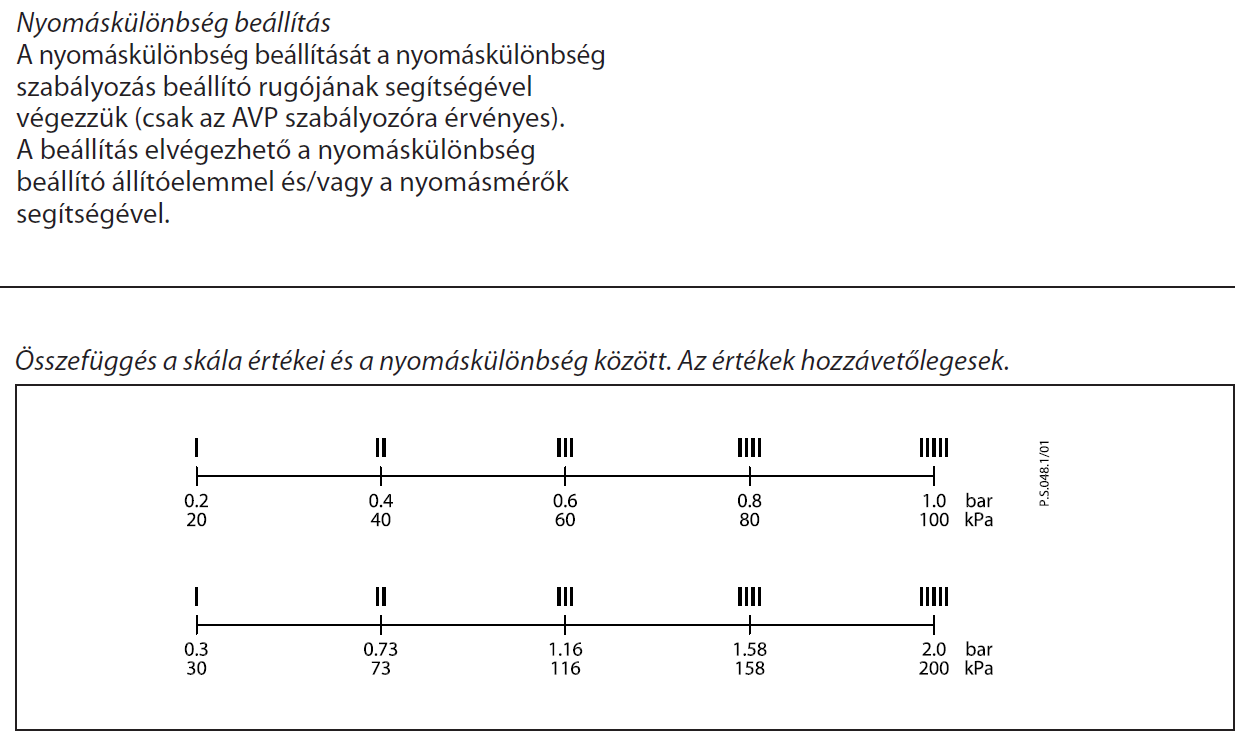 Nyomáskülönbség beállítás
A nyomáskülönbség beállítását a nyomáskülönbség
szabályozás beállító rugójának segítségével
végezzük (csak az AVP szabályozóra érvényes).
A beállítás elvégezhető a nyomáskülönbség
beállító állítóelemmel és/vagy a nyomásmérők
segítségével.
Összefüggés a skála értékei és a nyomáskülönbség között. Az értékek hozzávetőlegesek.
I II III IIII IIIII
0.2 0.4 0.6 0.8 1.0 bar
20 40 60 80 100 kPa
P.S.048.1/01
I II III IIII IIIII
0.3 0.73 1.16 1.58 2.0 bar
30 73 116 158 200 kPa